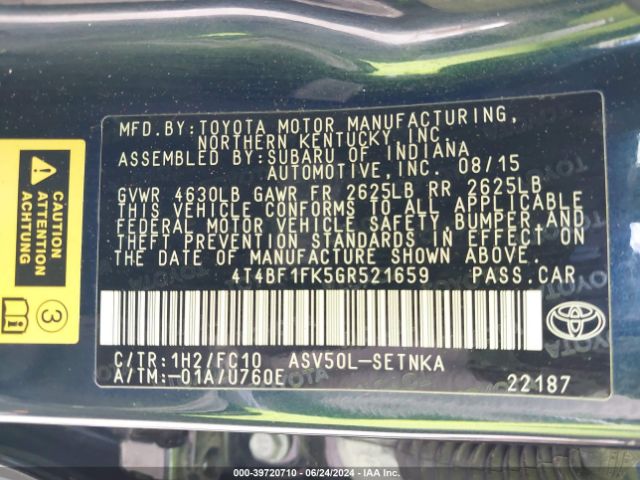 MFD.BY:TOYOTA MOTOR MANUFACTURING,
NORTHERN KENTUCKY, INC.
ASSEMBLED BY:SUBARU OF INDIANA
AUTOMOTIVE,INC. 08/15
GVWR 4630LB GAWR FR 2625LB RR 2625LB
THIS VEHICLE CONFORMS TO ALL APPLICABLE
FEDERAL MOTOR VEHICLE SAFETY,BUMPER,AND
THEFT PREVENTION STANDARDS IN EFFECT ON
THE DATE OF MANUFACTURE SHOWN ABOVE.
4T4BF1FK5GR521659 PASS.CAR
C/TR:1H2/FC10 ASV50L-SETNKA
A/TM:-01A/U760E
22187
TOYOTA
CAUTION
ATTENTION
ACHTUNG
3
000-39720710 | 06/24/2024 | IAA Inc.